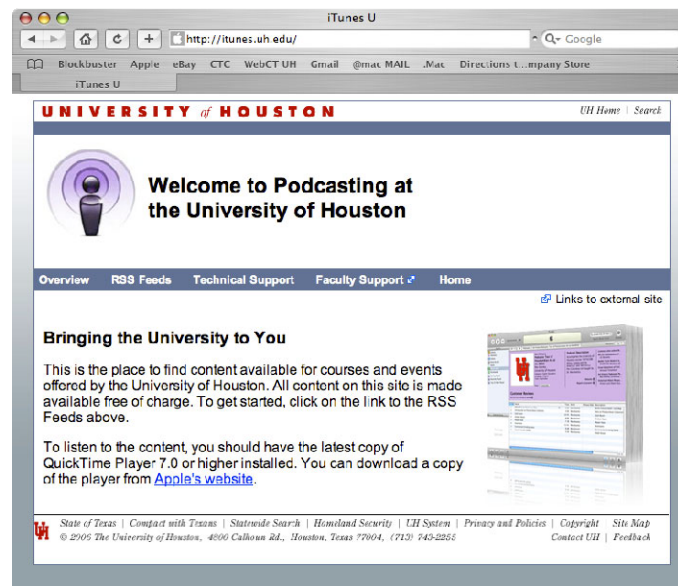 iTunes U
http://itunes.uh.edu/
Q- Google
Blockbuster Apple eBay CTC WebCT UH Gmail @mac MAIL .Mac Directions t...mpany Store
iTunes U
UNIVERSITY of HOUSTON
UH Home | Search
Welcome to Podcasting at
the University of Houston
Overview RSS Feeds Technical Support Faculty Support Home
Links to external site
Bringing the University to You
This is the place to find content available for courses and events
offered by the University of Houston. All content on this site is made
available free of charge. To get started, click on the link to the RSS
Feeds above.
To listen to the content, you should have the latest copy of
QuickTime Player 7.0 or higher installed. You can download a copy
of the player from Apple's website.
State of Texas | Compact with Texans | Statewide Search | Homeland Security | UH System | Privacy and Policies | Copyright | Site Map
© 2006 The University of Houston, 4800 Calhoun Rd., Houston, Texas 77004, (713) 743-2255
Contact UH | Feedback